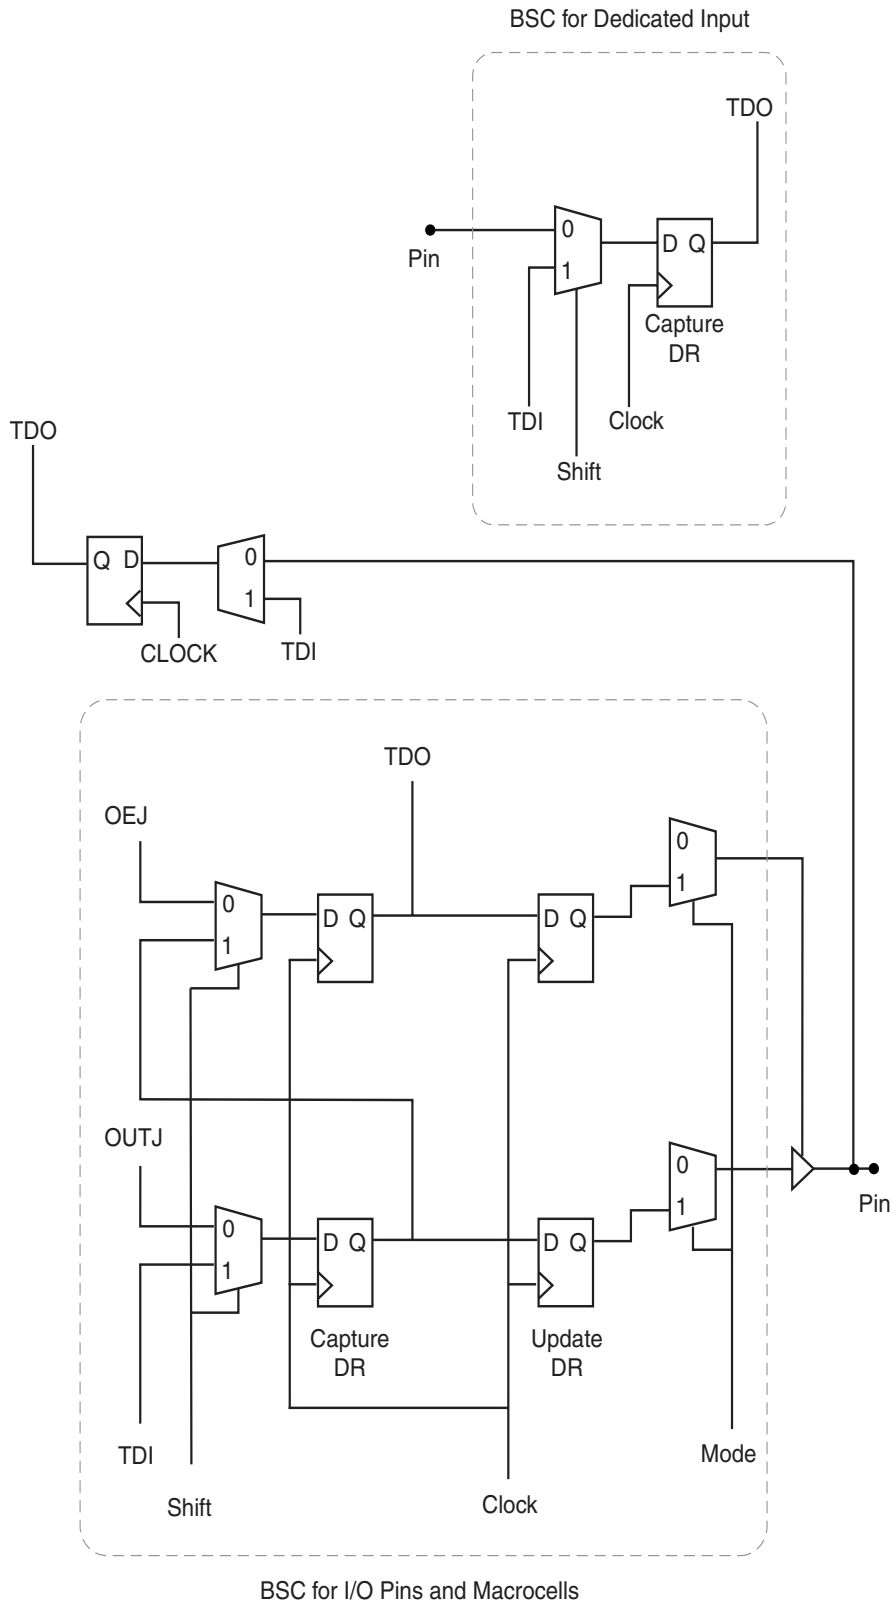 BSC for Dedicated Input
TDO
0
Pin
D Q
1
Capture
DR
TDI
Clock
Shift
TDO
Q D
0
1
CLOCK
TDI
TDO
OEJ
0
1
0
D Q
D Q
1
OUTJ
0
1
0
D Q
D Q
1
Pin
Capture
DR
Update
DR
TDI
Mode
Shift
Clock
BSC for I/O Pins and Macrocells